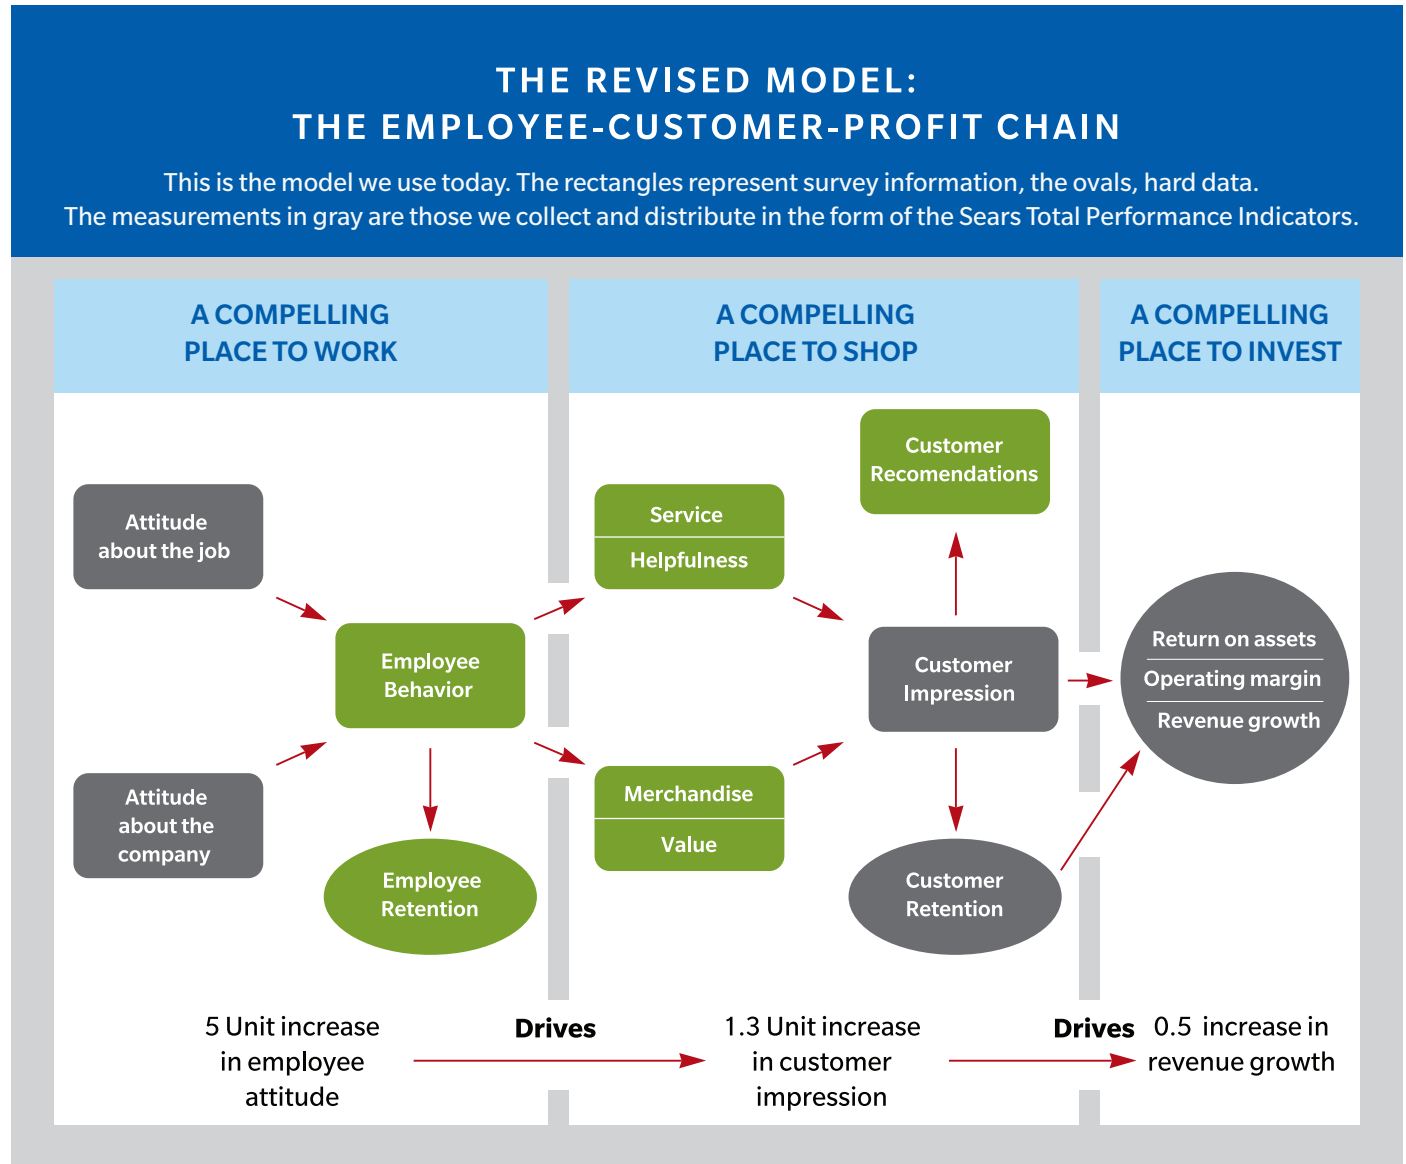 THE REVISED MODEL:
THE EMPLOYEE-CUSTOMER-PROFIT CHAIN
This is the model we use today. The rectangles represent survey information, the ovals, hard data.
The measurements in gray are those we collect and distribute in the form of the Sears Total Performance Indicators.
A COMPELLING
PLACE TO WORK
A COMPELLING
PLACE TO SHOP
A COMPELLING
PLACE TO INVEST
Attitude
about the job
Attitude
about the
company
Employee
Behavior
Employee
Retention
Service
Helpfulness
Merchandise
Value
Customer
Recomendations
Customer
Impression
Customer
Retention
Return on assets
Operating margin
Revenue growth
5 Unit increase
in employee
attitude
Drives
1.3 Unit increase
in customer
impression
Drives
0.5 increase in
revenue growth